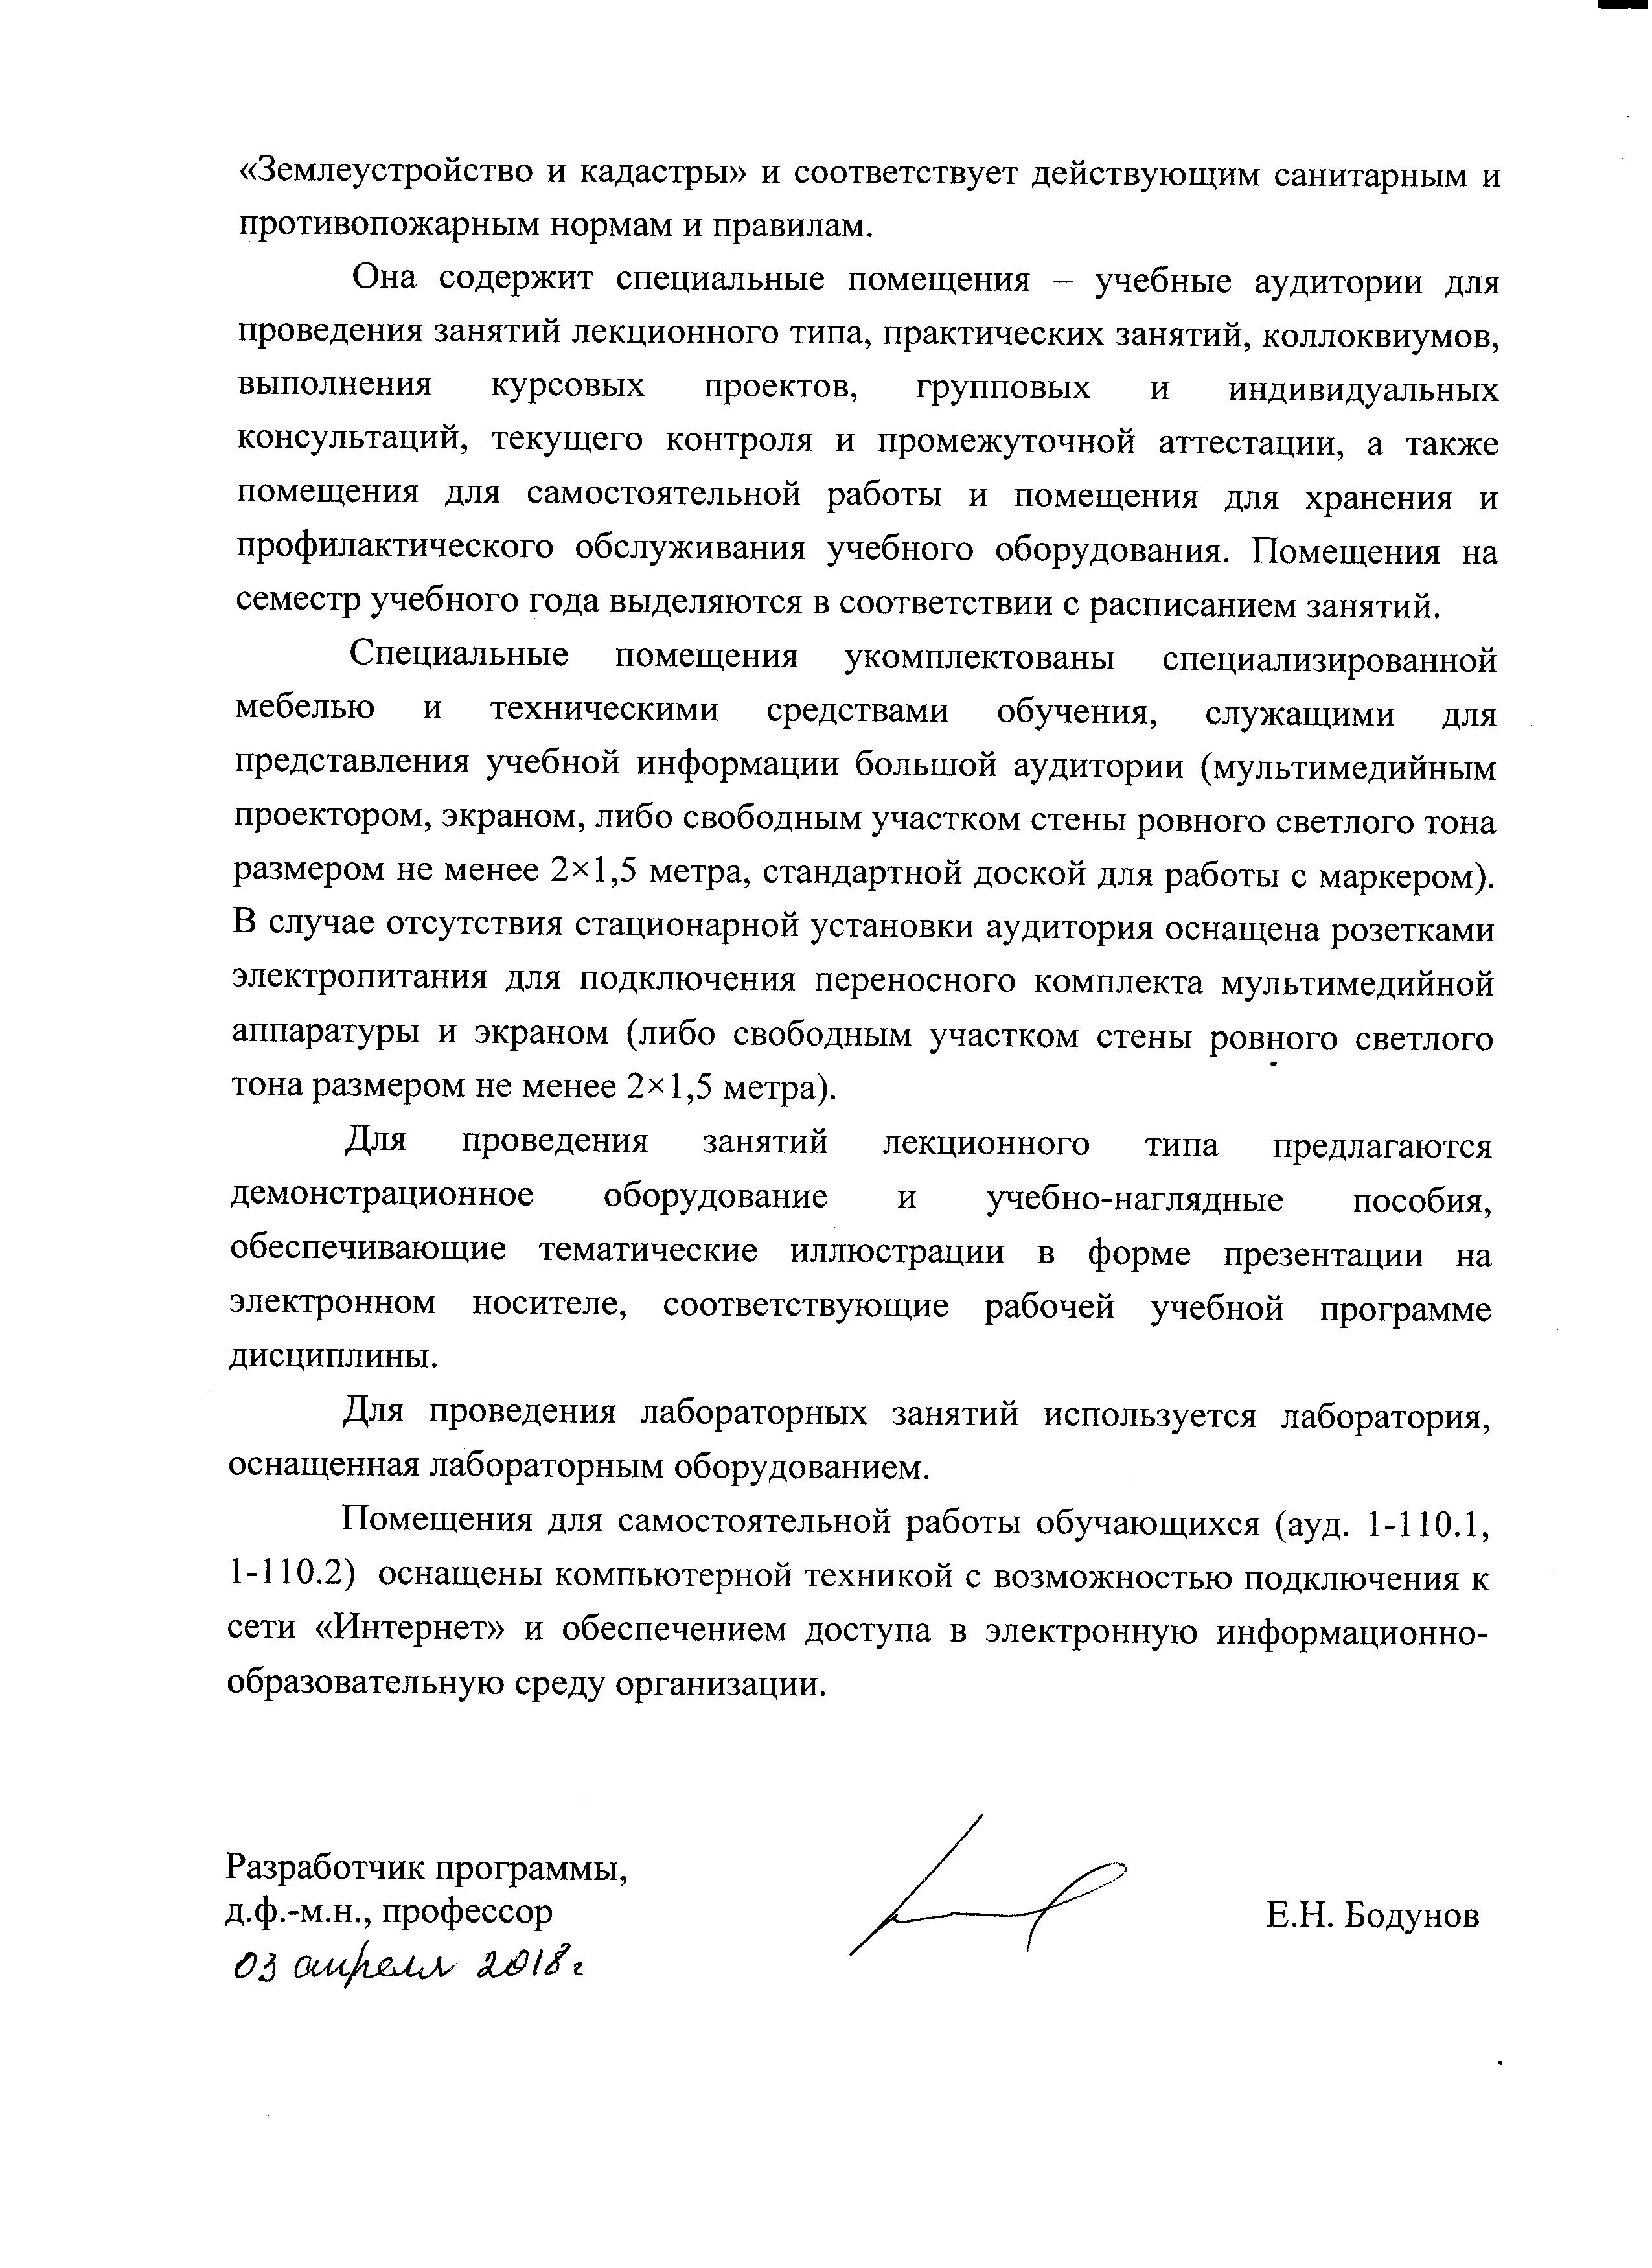 «Землеустройство и кадастры» и соответствует действующим санитарным и
противопожарным нормам и правилам.
Она содержит специальные помещения – учебные аудитории для
проведения занятий лекционного типа, практических занятий, коллоквиумов,
выполнения курсовых проектов, групповых и индивидуальных
консультаций, текущего контроля и промежуточной аттестации, а также
помещения для самостоятельной работы и помещения для хранения и
профилактического обслуживания учебного оборудования. Помещения на
семестр учебного года выделяются в соответствии с расписанием занятий.
Специальные помещения укомплектованы специализированной
мебелью и техническими средствами обучения, служащими для
представления учебной информации большой аудитории (мультимедийным
проектором, экраном, либо свободным участком стены ровного светлого тона
размером не менее 2×1,5 метра, стандартной доской для работы с маркером).
В случае отсутствия стационарной установки аудитория оснащена розетками
электропитания для подключения переносного комплекта мультимедийной
аппаратуры и экраном (либо свободным участком стены ровного светлого
тона размером не менее 2×1,5 метра).
Для проведения занятий лекционного типа предлагаются
демонстрационное оборудование и учебно-наглядные пособия,
обеспечивающие тематические иллюстрации в форме презентации на
электронном носителе, соответствующие рабочей учебной программе
дисциплины.
Для проведения лабораторных занятий используется лаборатория,
оснащенная лабораторным оборудованием.
Помещения для самостоятельной работы обучающихся (ауд. 1-110.1,
1-110.2) оснащены компьютерной техникой с возможностью подключения к
сети «Интернет» и обеспечением доступа в электронную информационно-
образовательную среду организации.
Разработчик программы,
д.ф.-м.н., профессор
Е.Н. Бодунов
03 апреля 2018 г